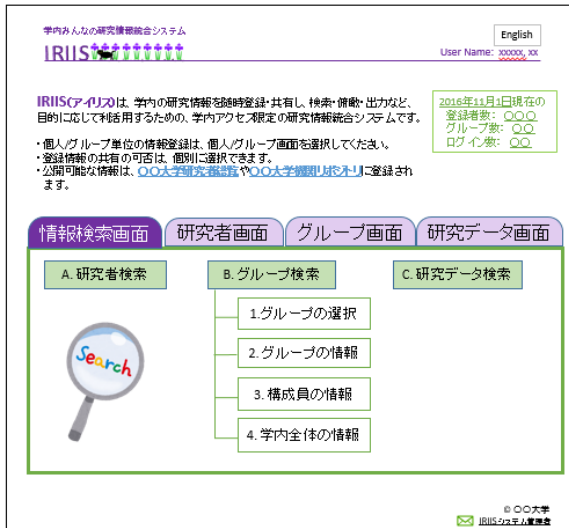 学内みんなの研究情報統合システム
IRIIS
English
User Name: xxxxx, xx
IRIIS(アイリス)は、学内の研究情報を随時登録・共有し、検索・俯瞰・出力など、
目的に応じて利活用するための、学内アクセス限定の研究情報統合システムです。
・個人/グループ単位の情報登録は、個人/グループ画面を選択してください。
・登録情報の共有の可否は、個別に選択できます。
・公開可能な情報は、〇〇大学研究者総覧や〇〇大学機関リポジトリに登録され
ます。
2016年11月1日現在の
登録者数: 〇〇〇
グループ数: 〇〇
ログイン数: 〇〇
情報検索画面
研究者画面
グループ画面
研究データ画面
A. 研究者検索
B. グループ検索
C. 研究データ検索
Search
1.グループの選択
2.グループの情報
3. 構成員の情報
4. 学内全体の情報
© 〇〇大学
IRIISシステム管理者